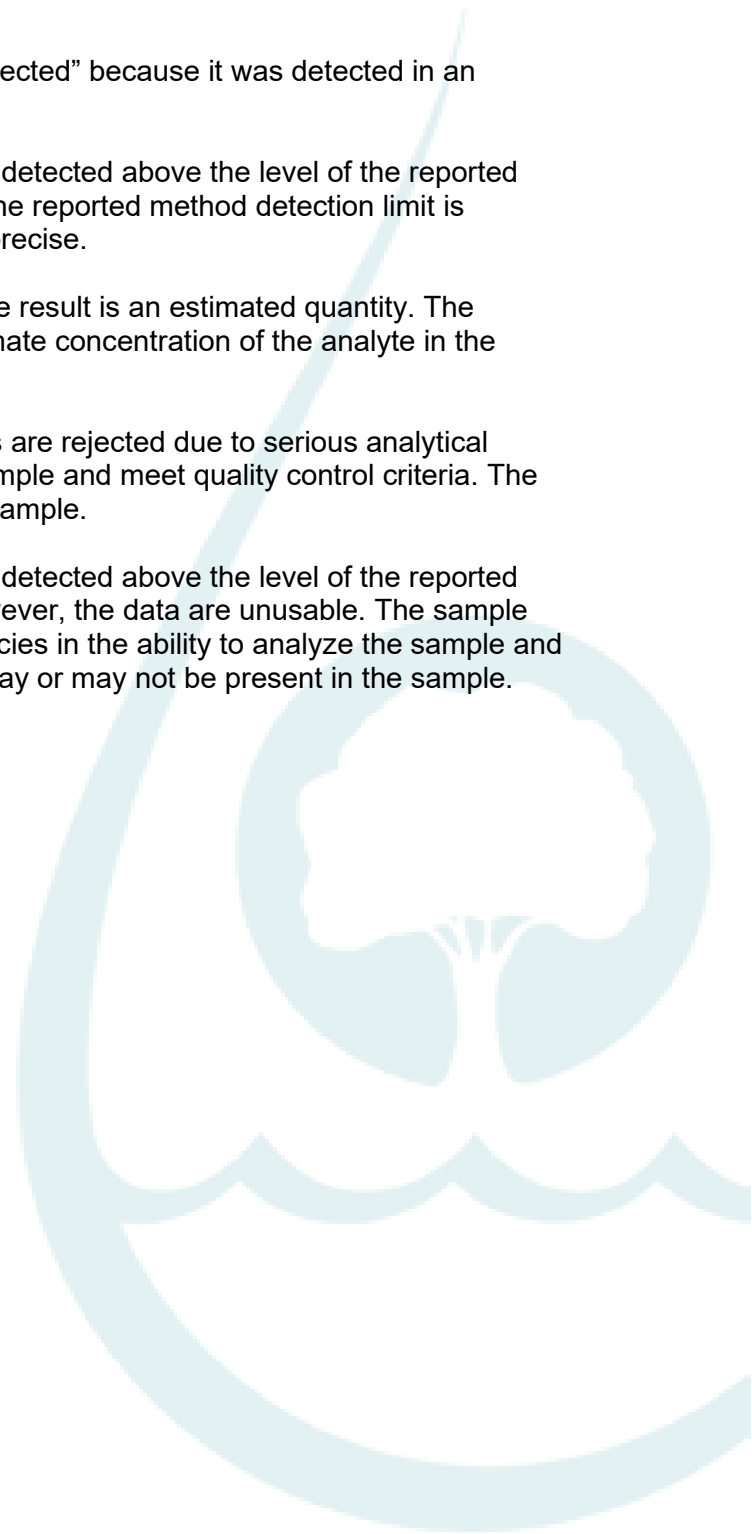 ected” because it was detected in an
detected above the level of the reported
he reported method detection limit is
recise.
e result is an estimated quantity. The
nate concentration of the analyte in the
s are rejected due to serious analytical
mple and meet quality control criteria. The
ample.
detected above the level of the reported
vever, the data are unusable. The sample
cies in the ability to analyze the sample and
ay or may not be present in the sample.